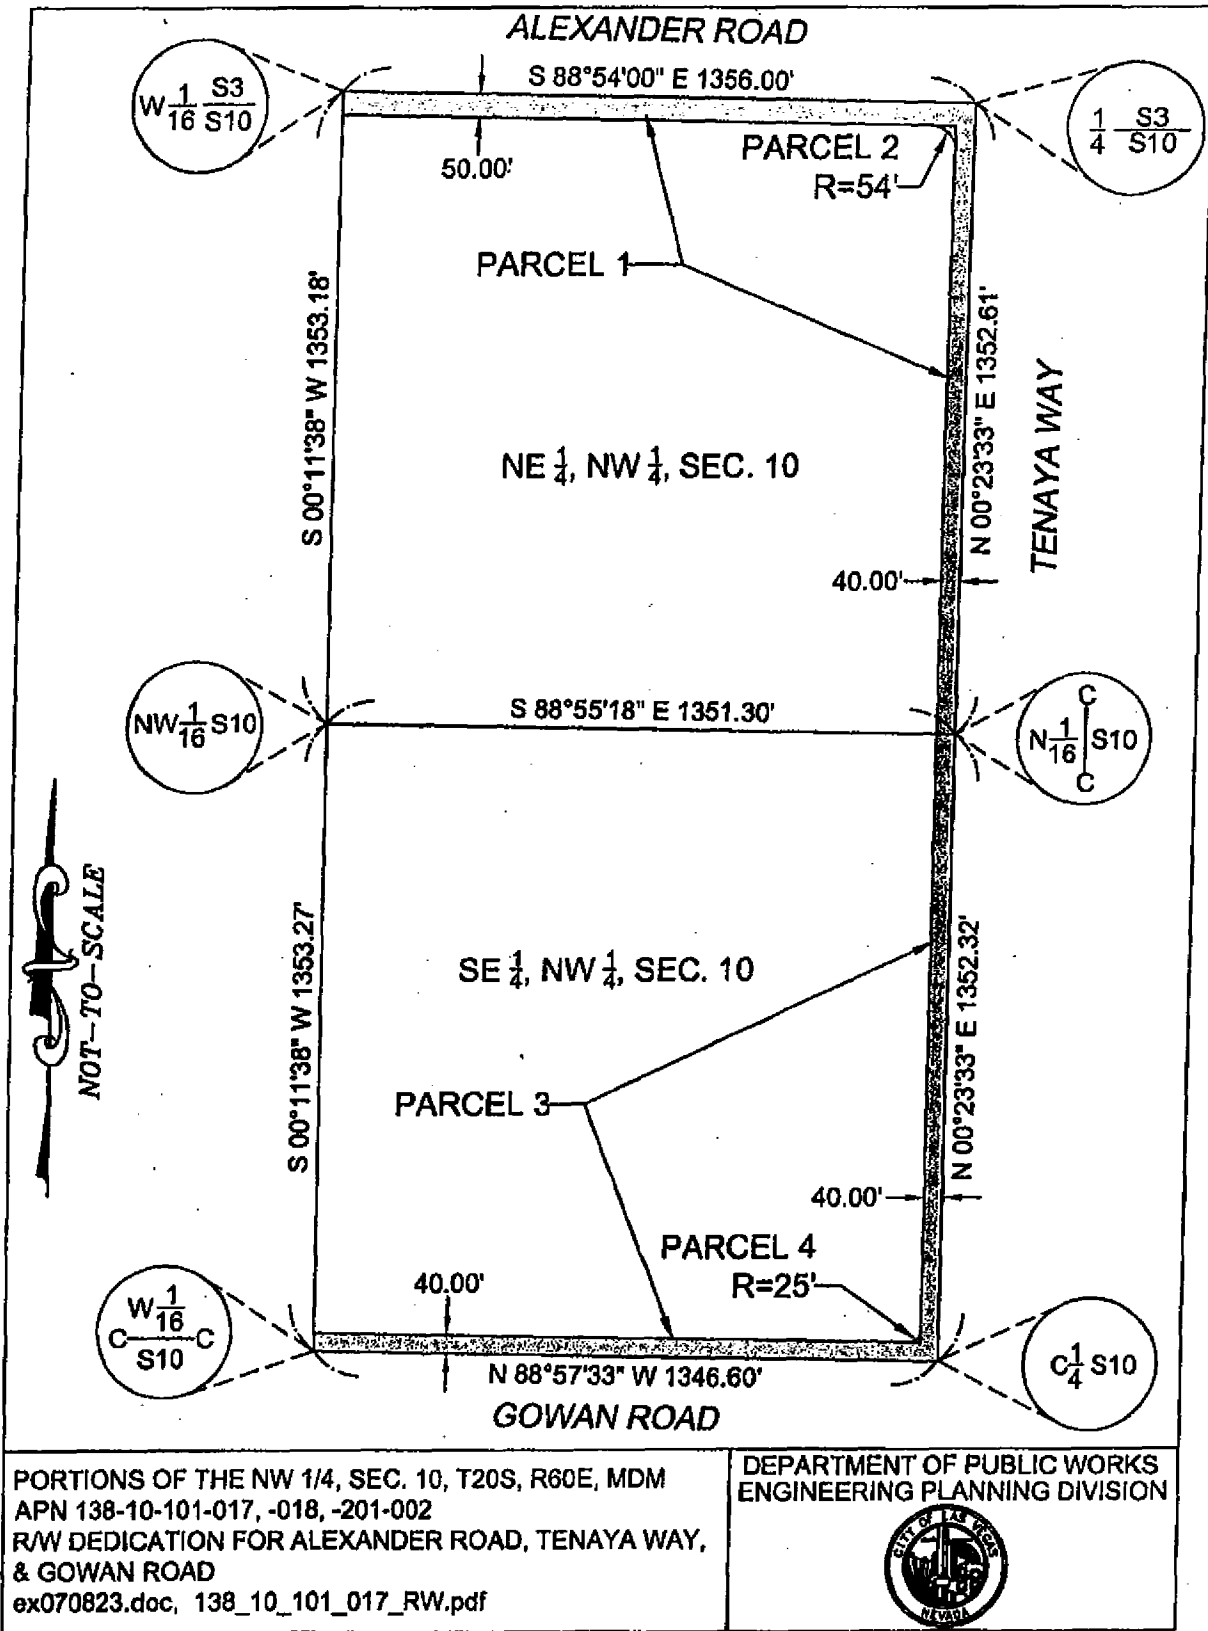 ALEXANDER ROAD
S 88°54'00" E 1356.00'
W 1/16 S3/S10
1/4 S3/S10
50.00'
PARCEL 2
R=54'
PARCEL 1
S 00°11'38" W 1353.18'
N 00°23'33" E 1352.61'
TENAYA WAY
NE 1/4, NW 1/4, SEC. 10
40.00'
NW 1/16 S10
S 88°55'18" E 1351.30'
C
N 1/16 S10
C
NOT-TO-SCALE
S 00°11'38" W 1353.27'
SE 1/4, NW 1/4, SEC. 10
N 00°23'33" E 1352.32'
PARCEL 3
40.00'
PARCEL 4
R=25'
40.00'
W 1/16
C C
S10
C 1/4 S10
N 88°57'33" W 1346.60'
GOWAN ROAD
PORTIONS OF THE NW 1/4, SEC. 10, T20S, R60E, MDM
APN 138-10-101-017, -018, -201-002
R/W DEDICATION FOR ALEXANDER ROAD, TENAYA WAY,
& GOWAN ROAD
ex070823.doc, 138_10_101_017_RW.pdf
DEPARTMENT OF PUBLIC WORKS
ENGINEERING PLANNING DIVISION
CITY OF LAS VEGAS
NEVADA